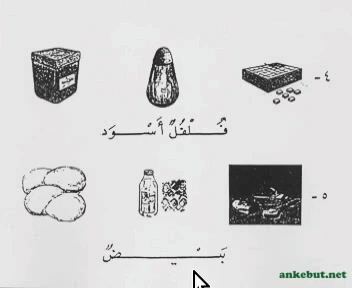 ٤ -
فُلْفُلٌ أَسْوَد
٥ -
بَيْضٌ
ankebut.net